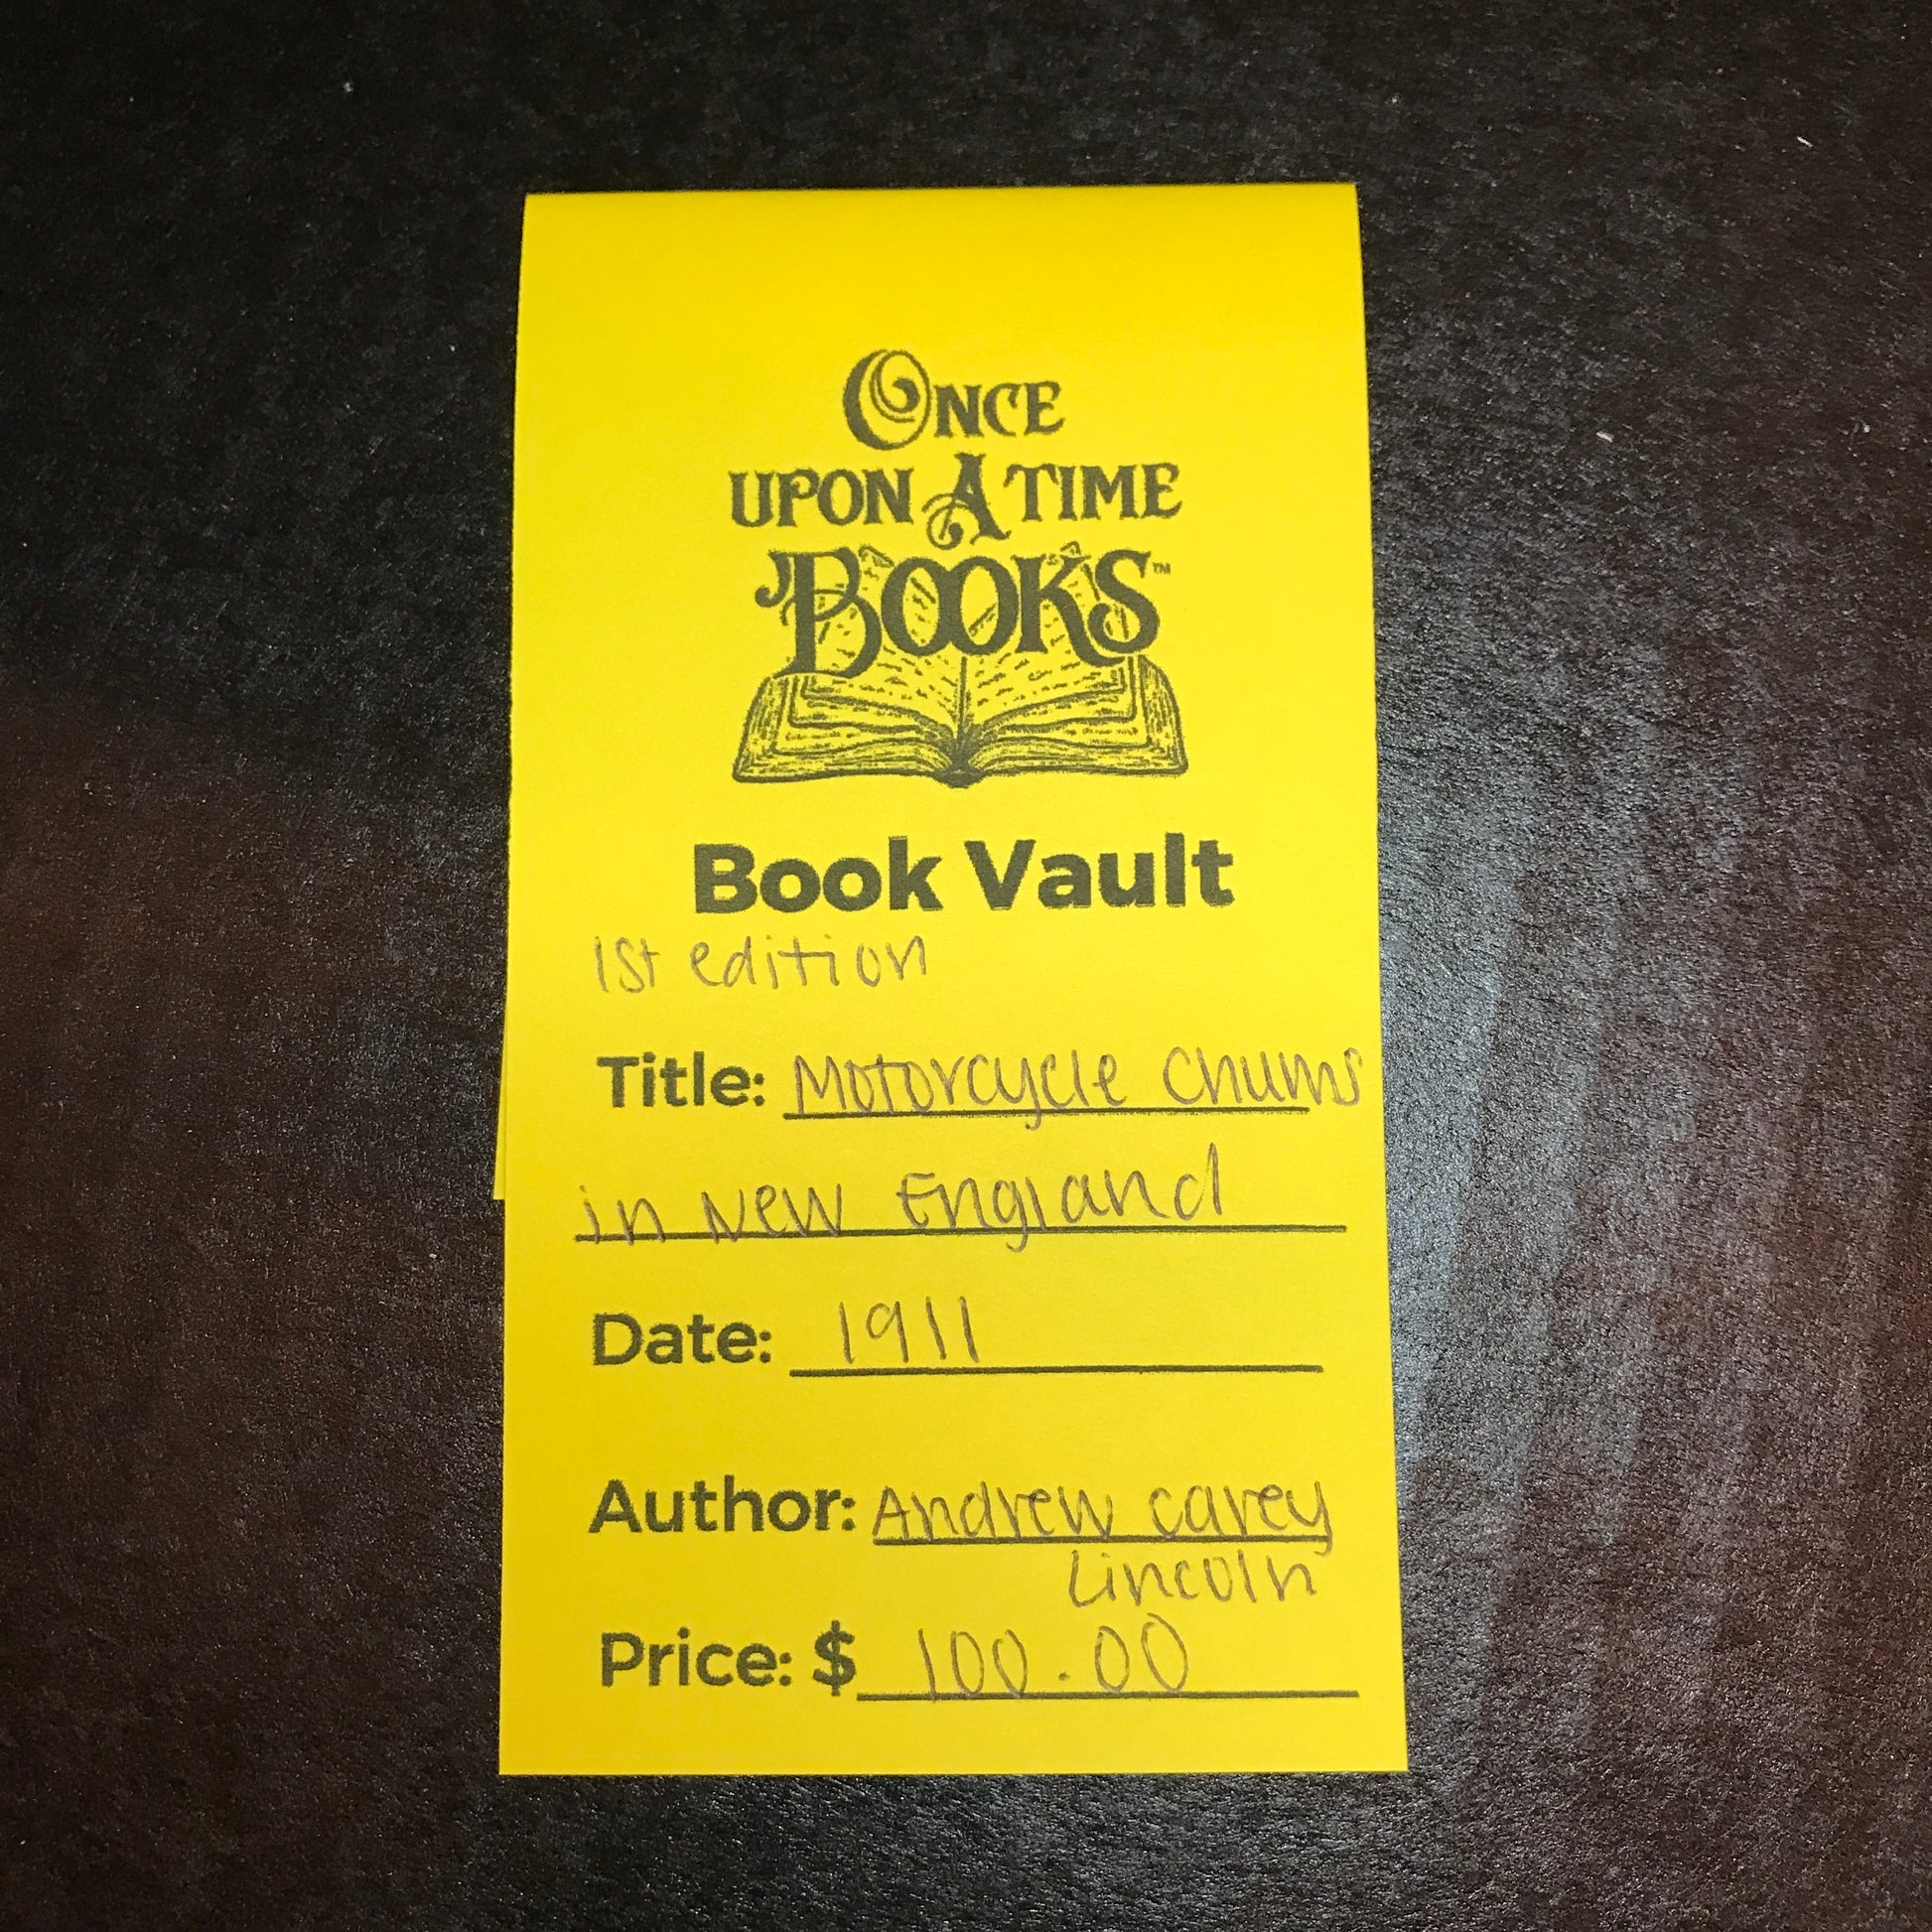 ONCE
UPON A TIME
BOOKS™
Book Vault
1st edition
Title: Motorcycle Chums
in New England
Date: 1911
Author: Andrew Carey
Lincoln
Price: $ 100.00